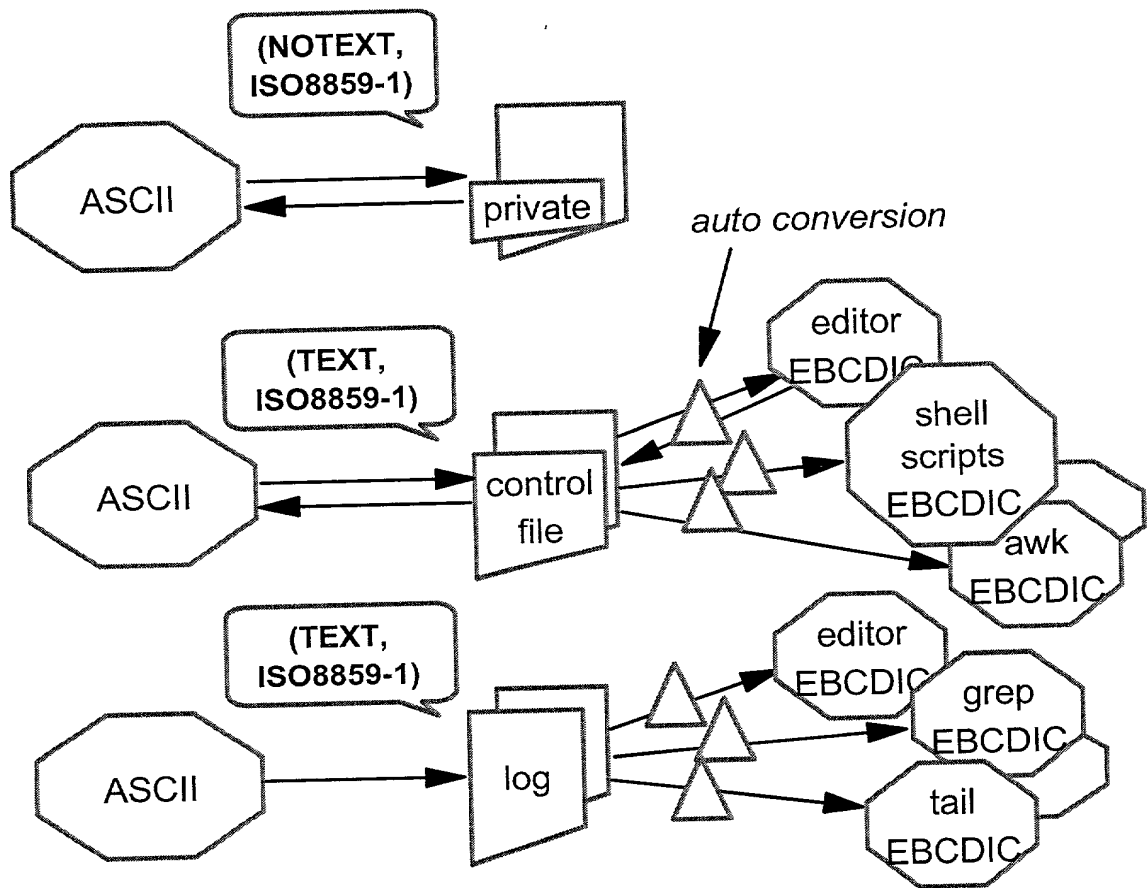 (NOTEXT,
ISO8859-1)
ASCII
private
auto conversion
(TEXT,
ISO8859-1)
ASCII
control
file
editor
EBCDIC
shell
scripts
EBCDIC
awk
EBCDIC
(TEXT,
ISO8859-1)
ASCII
log
editor
EBCDIC
grep
EBCDIC
tail
EBCDIC